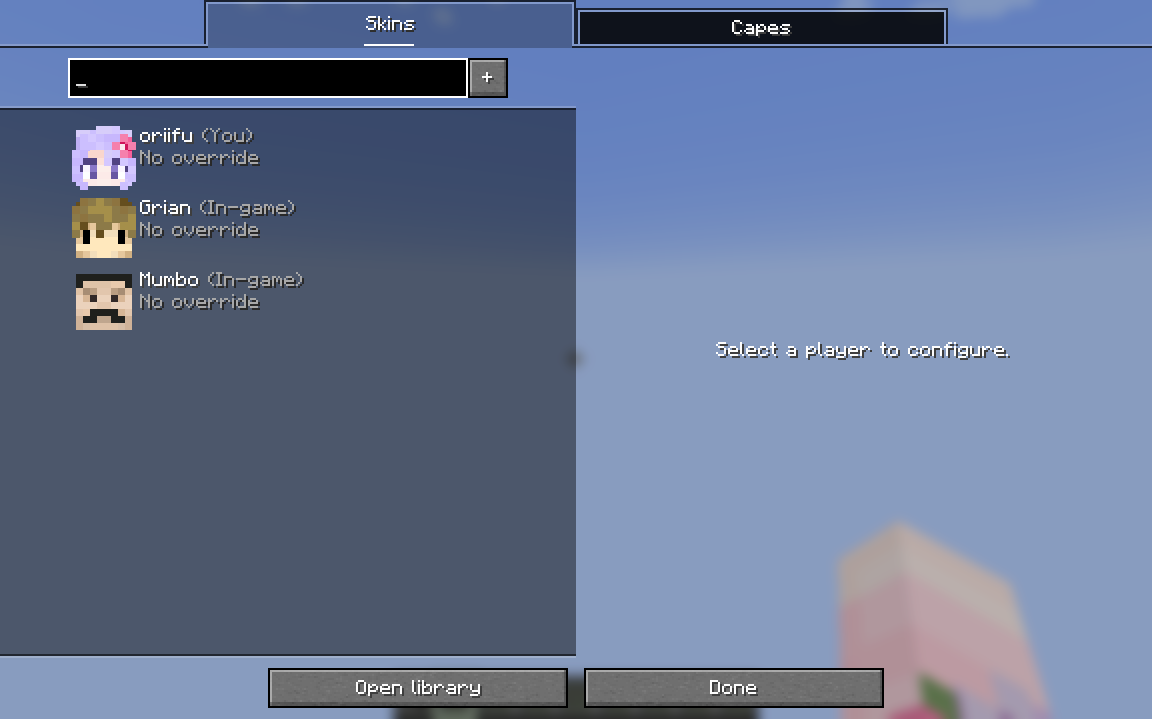 Skins
Capes
_
+
oriifu (You)
No override
Grian (In-game)
No override
Mumbo (In-game)
No override
Select a player to configure.
Open library
Done